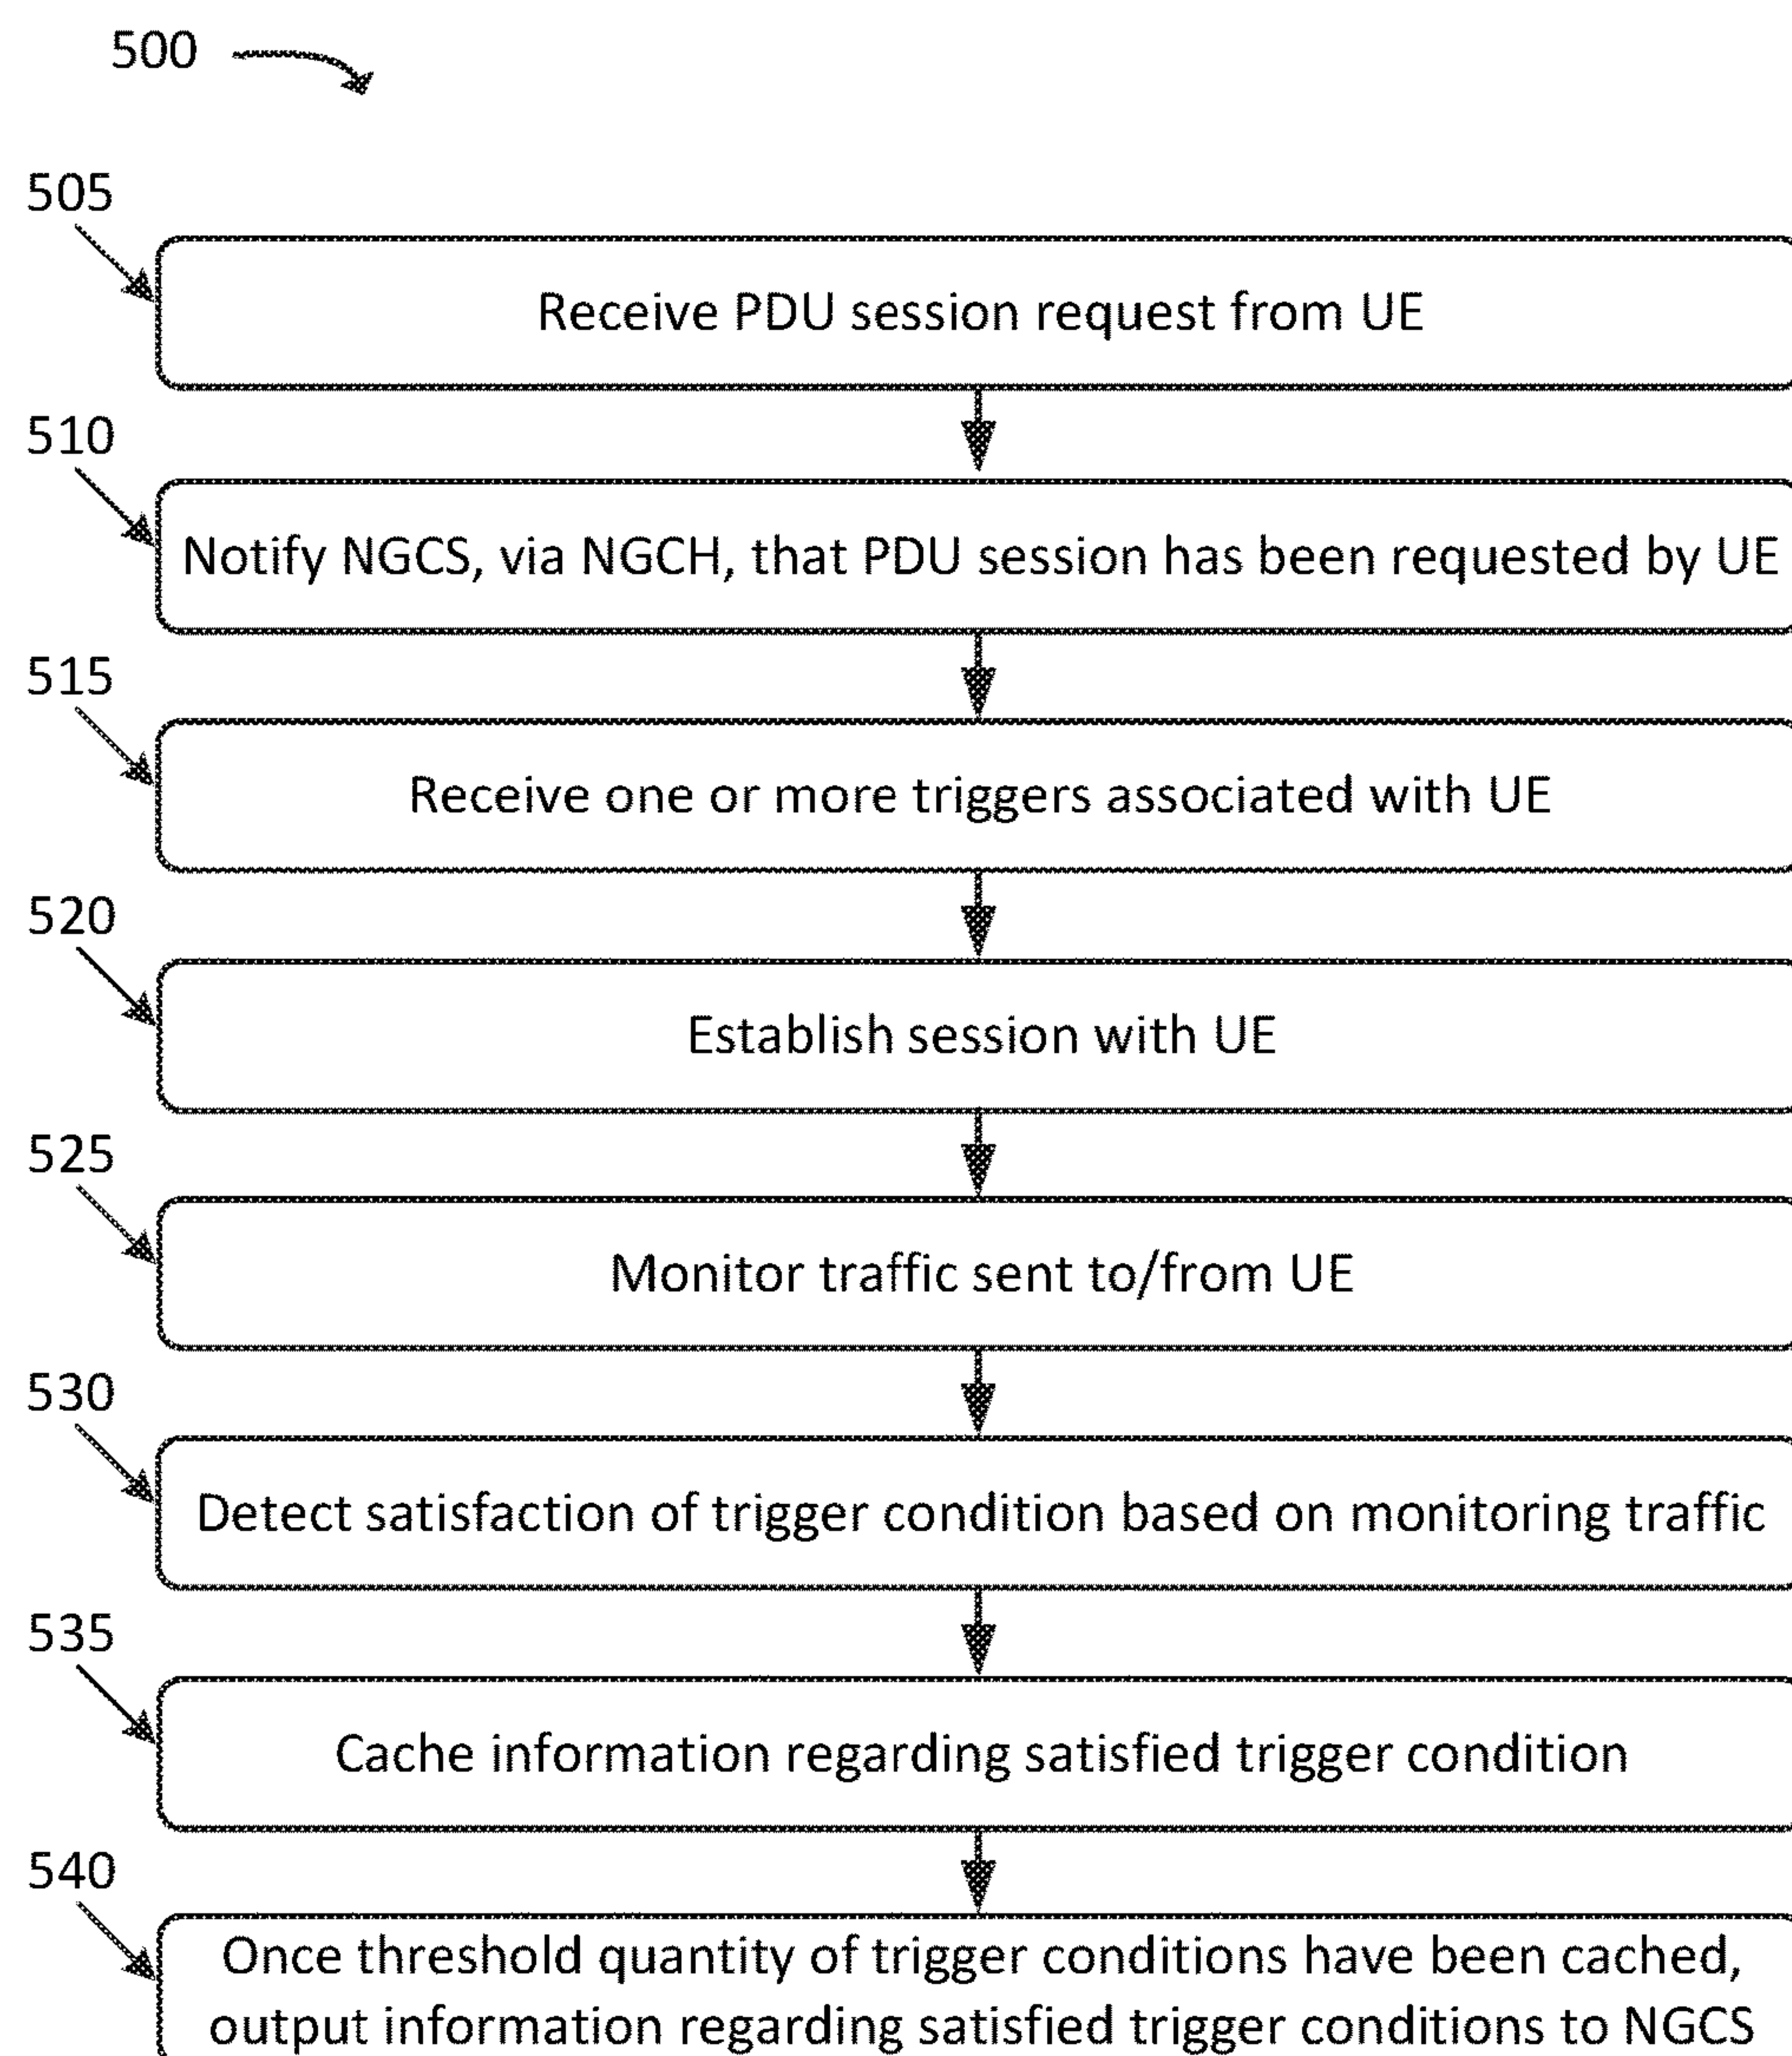 500
505
Receive PDU session request from UE
510
Notify NGCS, via NGCH, that PDU session has been requested by UE
515
Receive one or more triggers associated with UE
520
Establish session with UE
525
Monitor traffic sent to/from UE
530
Detect satisfaction of trigger condition based on monitoring traffic
535
Cache information regarding satisfied trigger condition
540
Once threshold quantity of trigger conditions have been cached,
output information regarding satisfied trigger conditions to NGCS